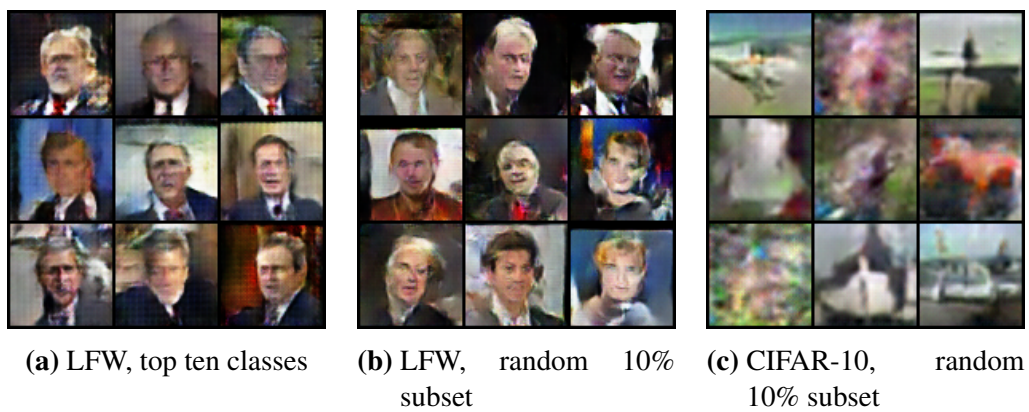 (a) LFW, top ten classes
(b) LFW, random 10%
subset
(c) CIFAR-10, random
10% subset